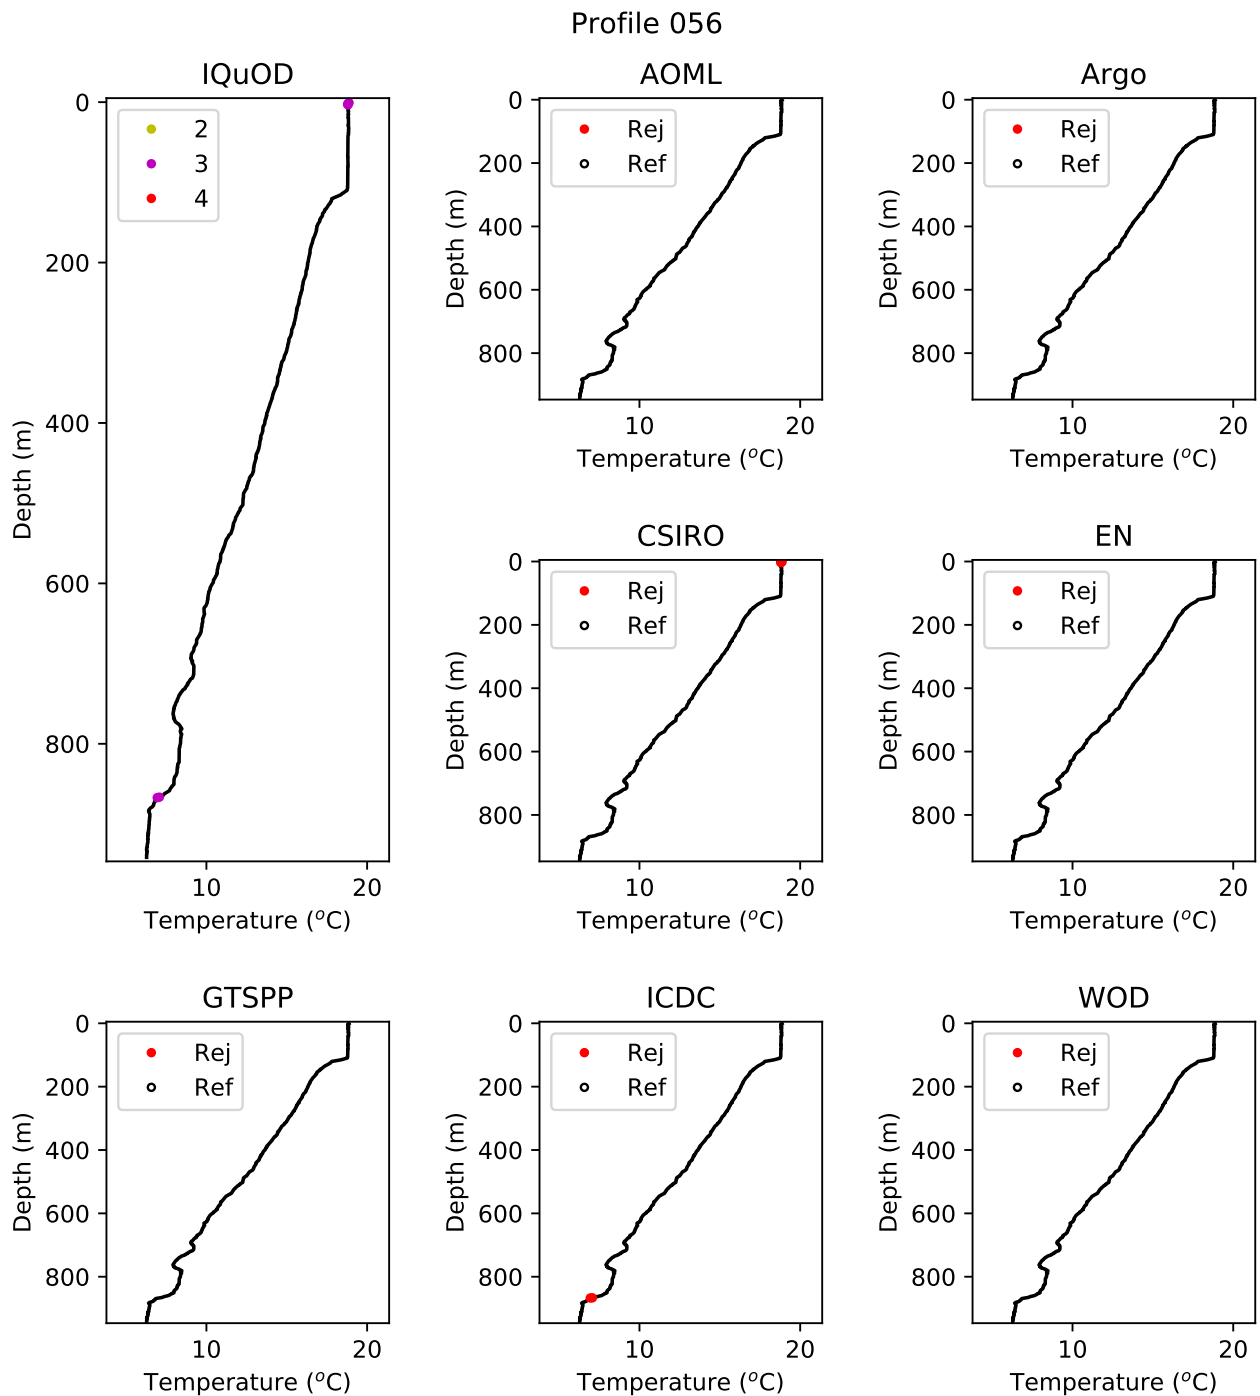 Profile 056
IQuOD
0
200
400
600
800
Depth (m)
2
3
4
10 20
Temperature (°C)
AOML
0
200
400
600
800
Depth (m)
Rej
Ref
10 20
Temperature (°C)
Argo
0
200
400
600
800
Depth (m)
Rej
Ref
10 20
Temperature (°C)
CSIRO
0
200
400
600
800
Depth (m)
Rej
Ref
10 20
Temperature (°C)
EN
0
200
400
600
800
Depth (m)
Rej
Ref
10 20
Temperature (°C)
GTSPP
0
200
400
600
800
Depth (m)
Rej
Ref
10 20
Temperature (°C)
ICDC
0
200
400
600
800
Depth (m)
Rej
Ref
10 20
Temperature (°C)
WOD
0
200
400
600
800
Depth (m)
Rej
Ref
10 20
Temperature (°C)